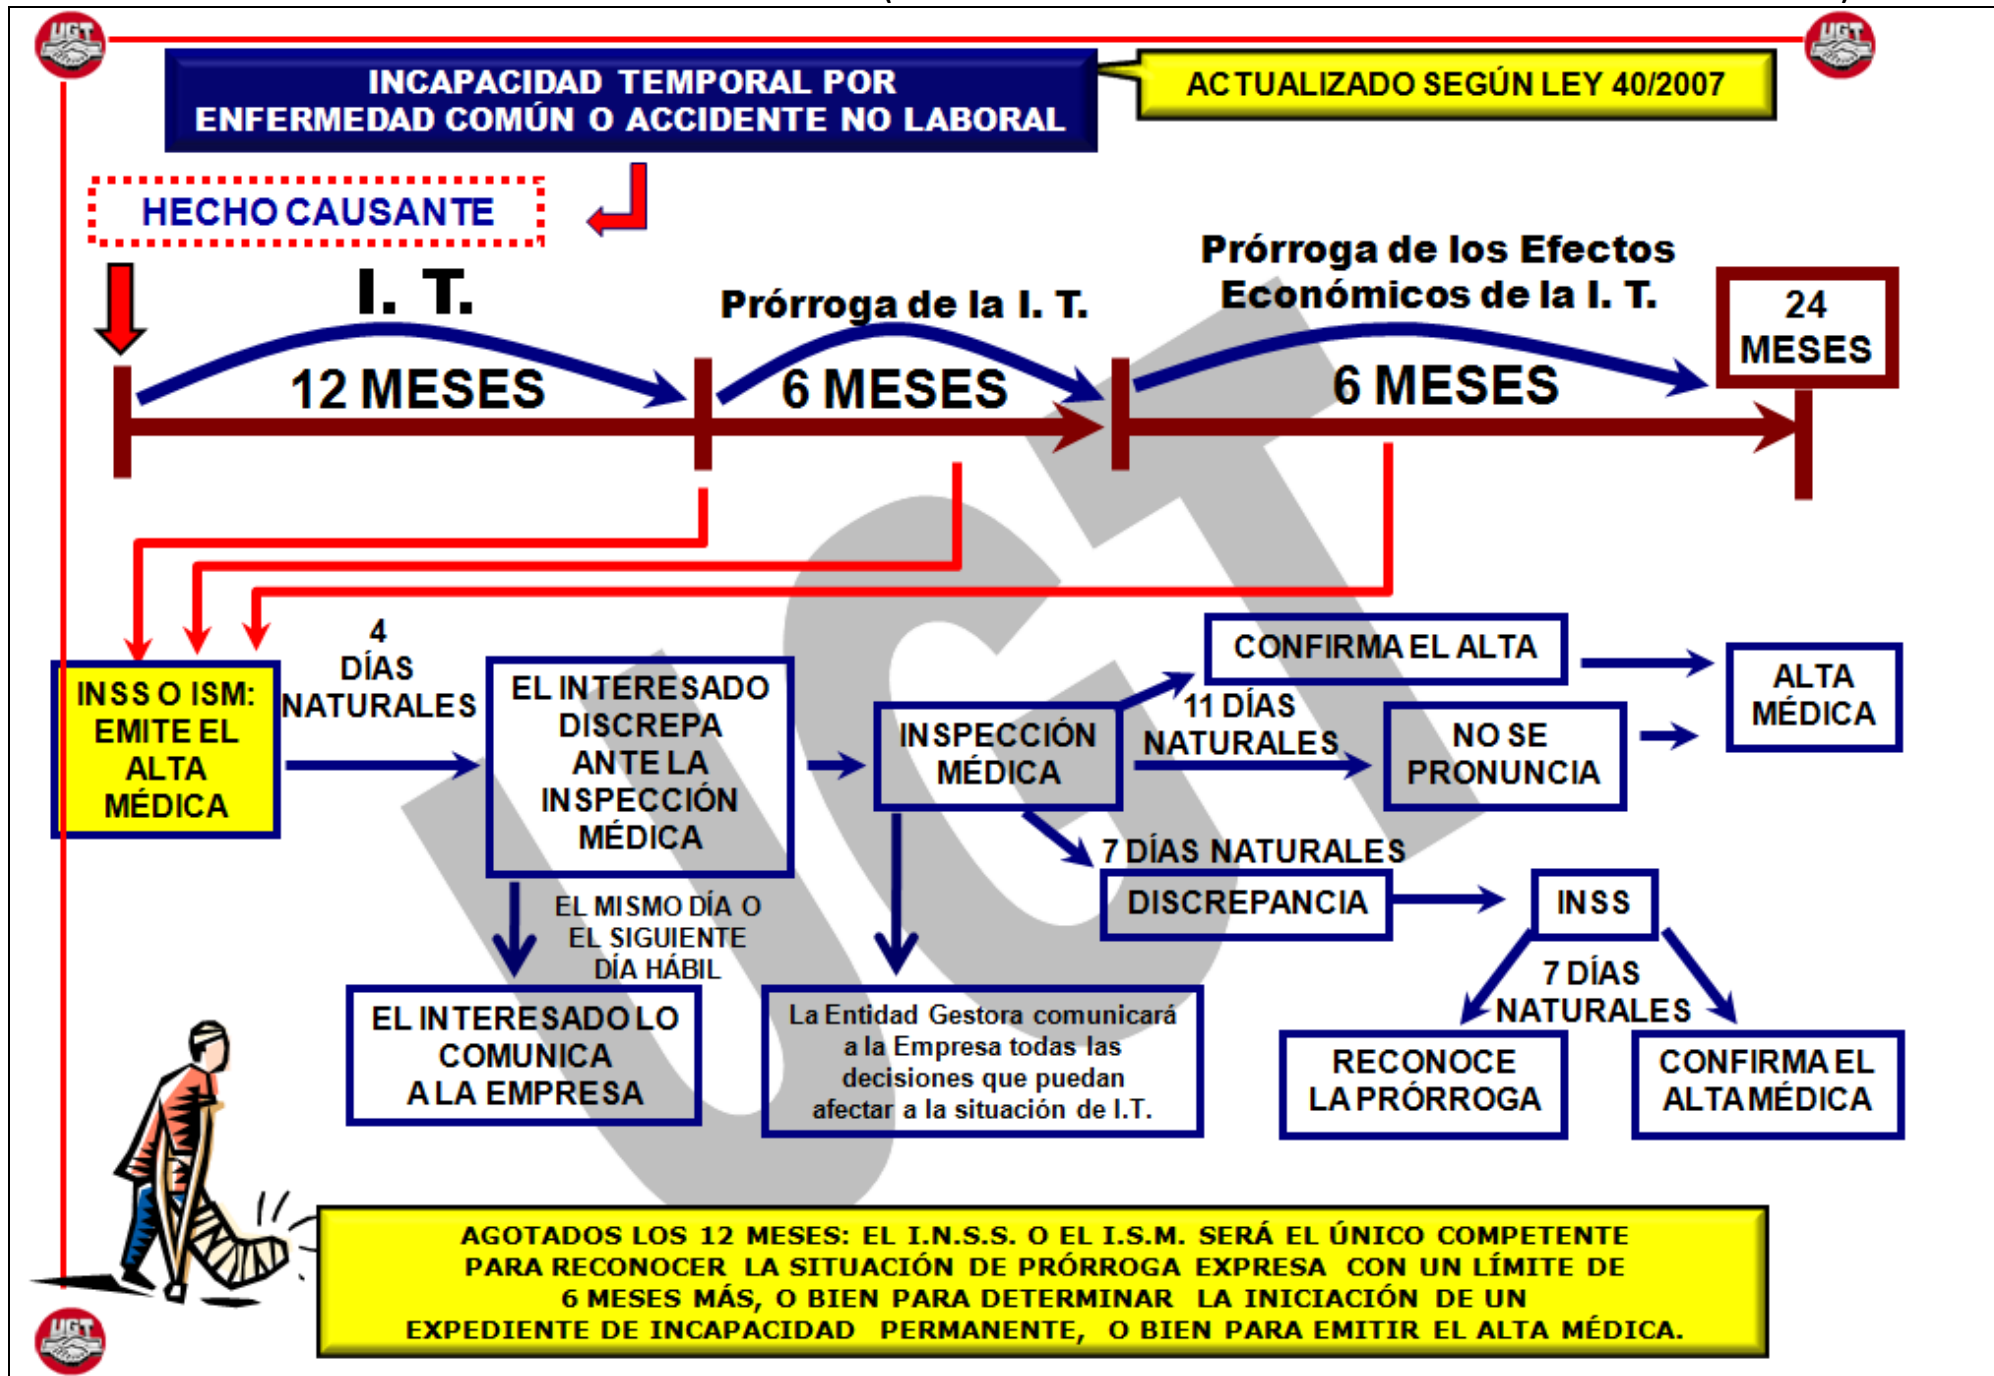 UGT
UGT
INCAPACIDAD TEMPORAL POR
ENFERMEDAD COMÚN O ACCIDENTE NO LABORAL
ACTUALIZADO SEGÚN LEY 40/2007
HECHO CAUSANTE
I. T.
Prórroga de la I. T.
Prórroga de los Efectos
Económicos de la I. T.
24
MESES
12 MESES
6 MESES
6 MESES
UGT
INSS O ISM:
EMITE EL
ALTA
MÉDICA
4
DÍAS
NATURALES
EL INTERESADO
DISCREPA
ANTE LA
INSPECCIÓN
MÉDICA
INSPECCIÓN
MÉDICA
CONFIRMA EL ALTA
11 DÍAS
NATURALES
NO SE
PRONUNCIA
ALTA
MÉDICA
7 DÍAS NATURALES
DISCREPANCIA
INSS
EL MISMO DÍA O
EL SIGUIENTE
DÍA HÁBIL
7 DÍAS
NATURALES
EL INTERESADO LO
COMUNICA
A LA EMPRESA
La Entidad Gestora comunicará
a la Empresa todas las
decisiones que puedan
afectar a la situación de I.T.
RECONOCE
LA PRÓRROGA
CONFIRMA EL
ALTA MÉDICA
AGOTADOS LOS 12 MESES: EL I.N.S.S. O EL I.S.M. SERÁ EL ÚNICO COMPETENTE
PARA RECONOCER LA SITUACIÓN DE PRÓRROGA EXPRESA CON UN LÍMITE DE
6 MESES MÁS, O BIEN PARA DETERMINAR LA INICIACIÓN DE UN
EXPEDIENTE DE INCAPACIDAD PERMANENTE, O BIEN PARA EMITIR EL ALTA MÉDICA.
UGT